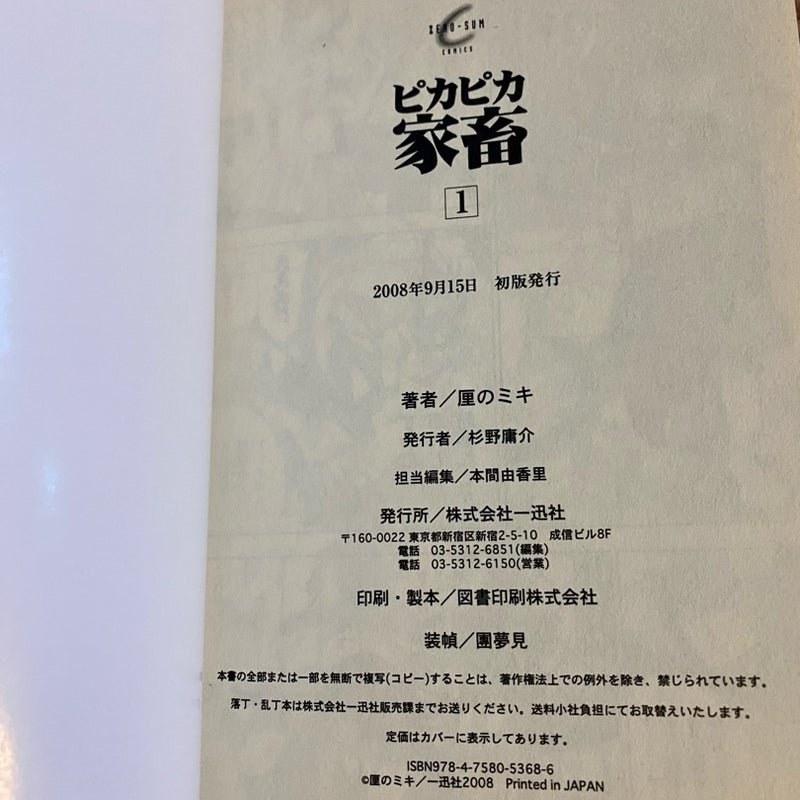 ZERO-SUM
COMICS
ピカピカ
家畜
1
2008年9月15日　初版発行
著者／厘のミキ
発行者／杉野庸介
担当編集／本間由香里
発行所／株式会社一迅社
〒160-0022 東京都新宿区新宿2-5-10　成信ビル8F
電話　03-5312-6851(編集)
電話　03-5312-6150(営業)
印刷・製本／図書印刷株式会社
装幀／團夢見
本書の全部または一部を無断で複写(コピー)することは、著作権法上での例外を除き、禁じられています。
落丁・乱丁本は株式会社一迅社販売課までお送りください。送料小社負担にてお取替えいたします。
定価はカバーに表示してあります。
ISBN978-4-7580-5368-6
©厘のミキ／一迅社2008　Printed in JAPAN